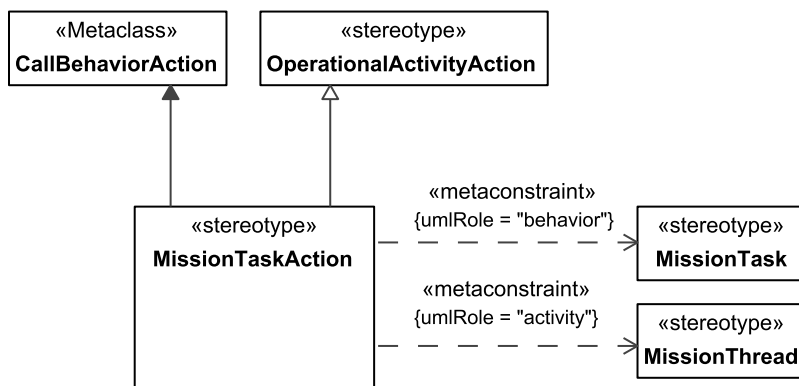 «Metaclass»
CallBehaviorAction
«stereotype»
OperationalActivityAction
«stereotype»
MissionTaskAction
«metaconstraint»
{umlRole = "behavior"}
«stereotype»
MissionTask
«metaconstraint»
{umlRole = "activity"}
«stereotype»
MissionThread